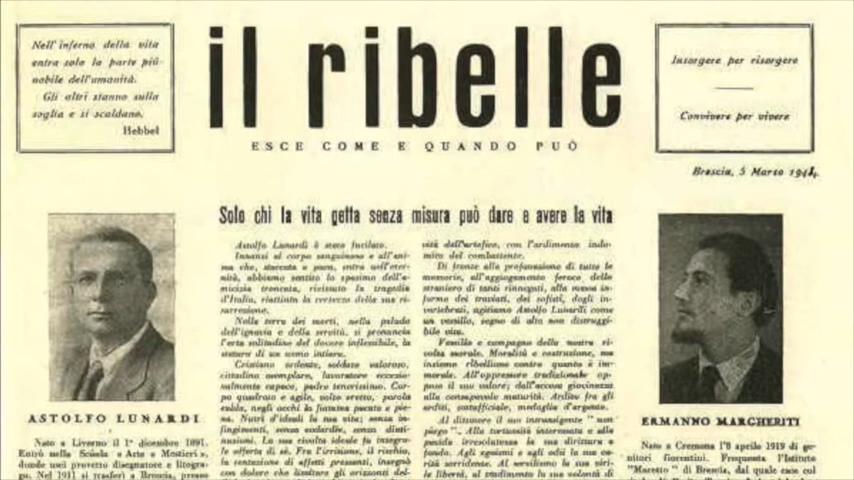 Nell'inferno della vita
entra solo la parte più
nobile dell'umanità.
Gli altri stanno sulla
soglia e si scaldano.
Hebbel
il ribelle
ESCE COME E QUANDO PUÒ
Insorgere per risorgere
Convivere per vivere
Brescia, 5 Marzo 1944.
Solo chi la vita getta senza misura può dare e avere la vita
ASTOLFO LUNARDI
Nato a Livorno il 1° dicembre 1891.
Entrò nella Scuola «Arte e Mestieri»,
donde uscì provetto disegnatore e litogra-
fo. Nel 1911 si trasferì a Brescia, presso
Astolfo Lunardi è stato fucilato.
Innanzi al corpo sanguinoso e all'ani-
ma che, staccata e pura, entra nell'eter-
nità, abbiamo sentito lo spasimo dell'a-
micizia troncata, rivissuto la tragedia
d'Italia, riattinta la certezza della sua ri-
surrezione.
Nella terra dei morti, nella palude
dell'ignavia e della servitù, si pronuncia
l'erta solitudine del dovere inflessibile, la
statura di un uomo intiero.
Cristiano ardente, soldato valoroso,
cittadino esemplare, lavoratore eccezio-
nalmente capace, padre tenerissimo. Cor-
po quadrato e agile, volto eretto, parola
calda, negli occhi la fiamma pacata e pie-
na. Nutrì d'ideali la sua vita; senza in-
fingimenti, senza esclardie, senza disti-
nzioni. La sua rivolta ideale fu integra-
le offerta di sé. Fra l'irrisione, il rischio,
la tentazione di affetti pressanti, insegnò
con dolore che limitare gli orizzonti del-
vità dell'artefice, con l'ardimento indo-
mito del combattente.
Di fronte alla profanazione di tutte le
memorie, all'aggiogamento feroce dello
straniero di tanti rinnegati, alla massa in-
forme dei traviati, dei sofisti, degli in-
vertebrati, agitiamo Astolfo Lunardi come
un vessillo, segno di alta non distruggi-
bile vita.
Vessillo e compagno della nostra ri-
volta morale. Moralità e costruzione, ma
insieme ribellione contro quanto è im-
morale. All'oppressore tradizionale op-
pose il suo valore; dall'accesa giovinezza
alla consapevole maturità. Ardito fra gli
arditi, sottufficiale, medaglia d'argento.
Al disonore il suo intransigente "non
piego". Alla tortuosità interessata e alla
pavida irresolutezza la sua dirittura a
fondo. Agli egoismi e agli odii la sua ca-
rità sorridente. Al servilismo la sua viri-
le libertà, al tradimento la sua volontà di
ERMANNO MARGHERITI
Nato a Cremona l'8 aprile 1919 di ge-
nitori fiorentini. Frequenta l'Istituto
"Moretto" di Brescia, dal quale esce col